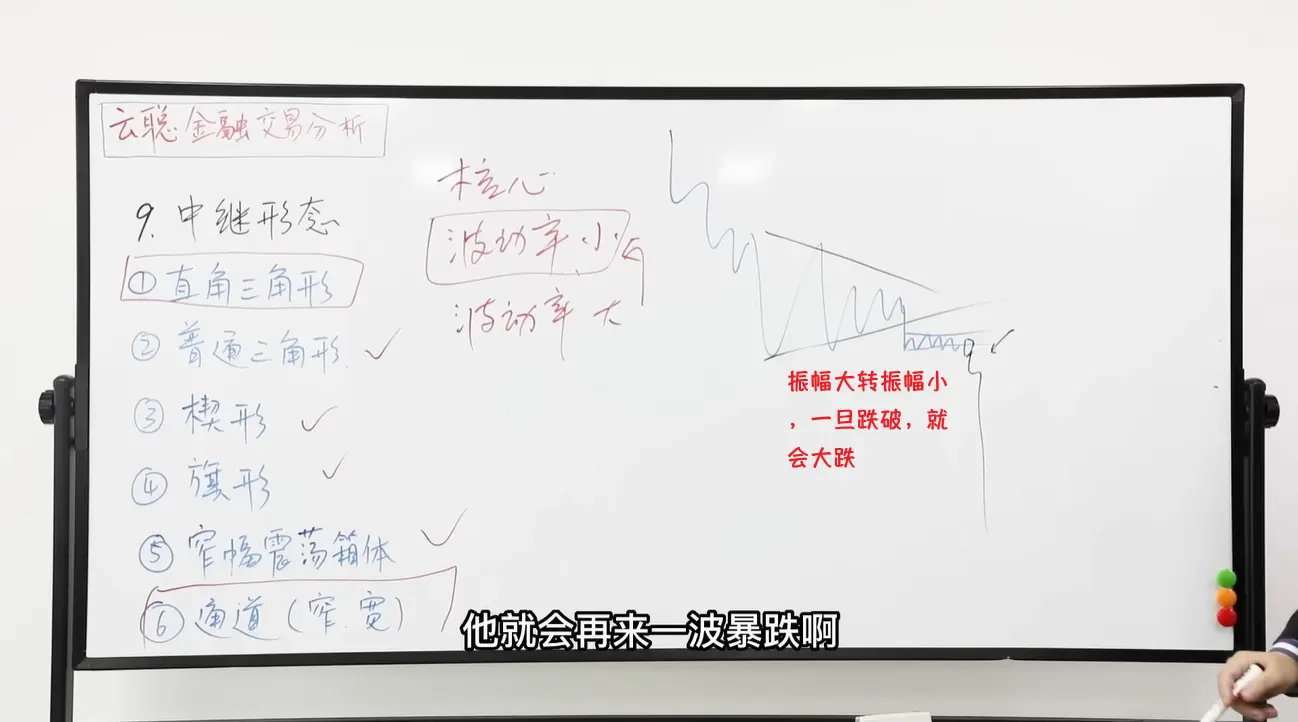 云聪金融交易分析
9. 中继形态
① 直角三角形
② 普通三角形
③ 楔形
④ 旗形
⑤ 窄幅震荡箱体
⑥ 通道(窄.宽)
核心
波动率小
波动率大
振幅大转振幅小
，一旦跌破，就
会大跌
他就会再来一波暴跌啊